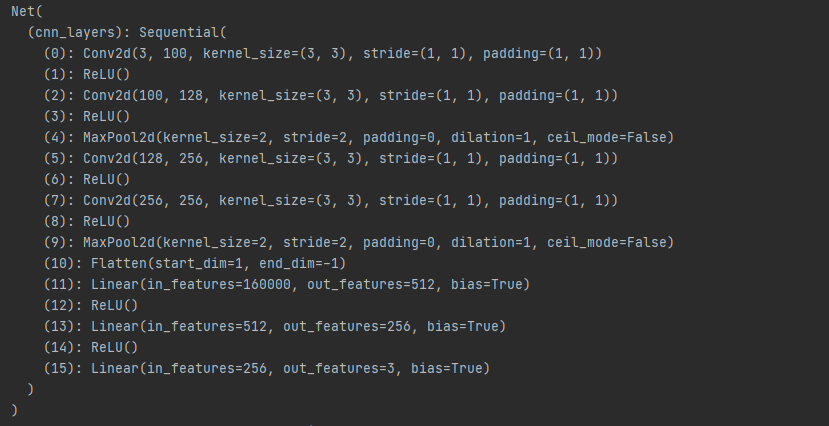 Net(
  (cnn_layers): Sequential(
    (0): Conv2d(3, 100, kernel_size=(3, 3), stride=(1, 1), padding=(1, 1))
    (1): ReLU()
    (2): Conv2d(100, 128, kernel_size=(3, 3), stride=(1, 1), padding=(1, 1))
    (3): ReLU()
    (4): MaxPool2d(kernel_size=2, stride=2, padding=0, dilation=1, ceil_mode=False)
    (5): Conv2d(128, 256, kernel_size=(3, 3), stride=(1, 1), padding=(1, 1))
    (6): ReLU()
    (7): Conv2d(256, 256, kernel_size=(3, 3), stride=(1, 1), padding=(1, 1))
    (8): ReLU()
    (9): MaxPool2d(kernel_size=2, stride=2, padding=0, dilation=1, ceil_mode=False)
    (10): Flatten(start_dim=1, end_dim=-1)
    (11): Linear(in_features=160000, out_features=512, bias=True)
    (12): ReLU()
    (13): Linear(in_features=512, out_features=256, bias=True)
    (14): ReLU()
    (15): Linear(in_features=256, out_features=3, bias=True)
  )
)